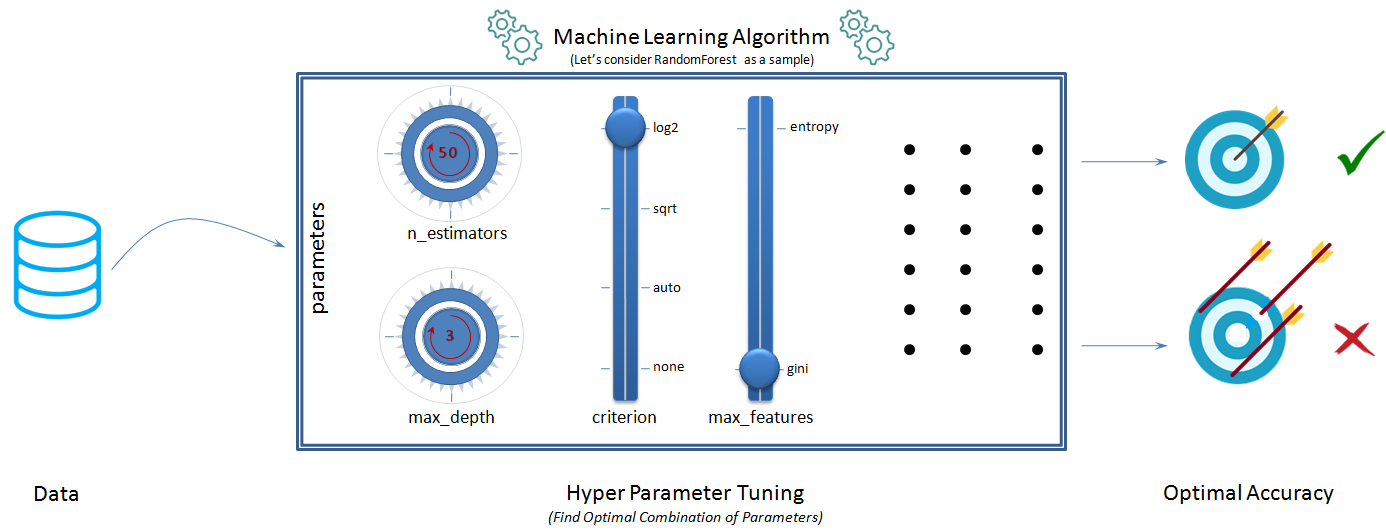 Machine Learning Algorithm
(Let's consider RandomForest as a sample)
parameters
50
n_estimators
3
max_depth
log2
sqrt
auto
none
criterion
entropy
gini
max_features
Data
Hyper Parameter Tuning
(Find Optimal Combination of Parameters)
Optimal Accuracy